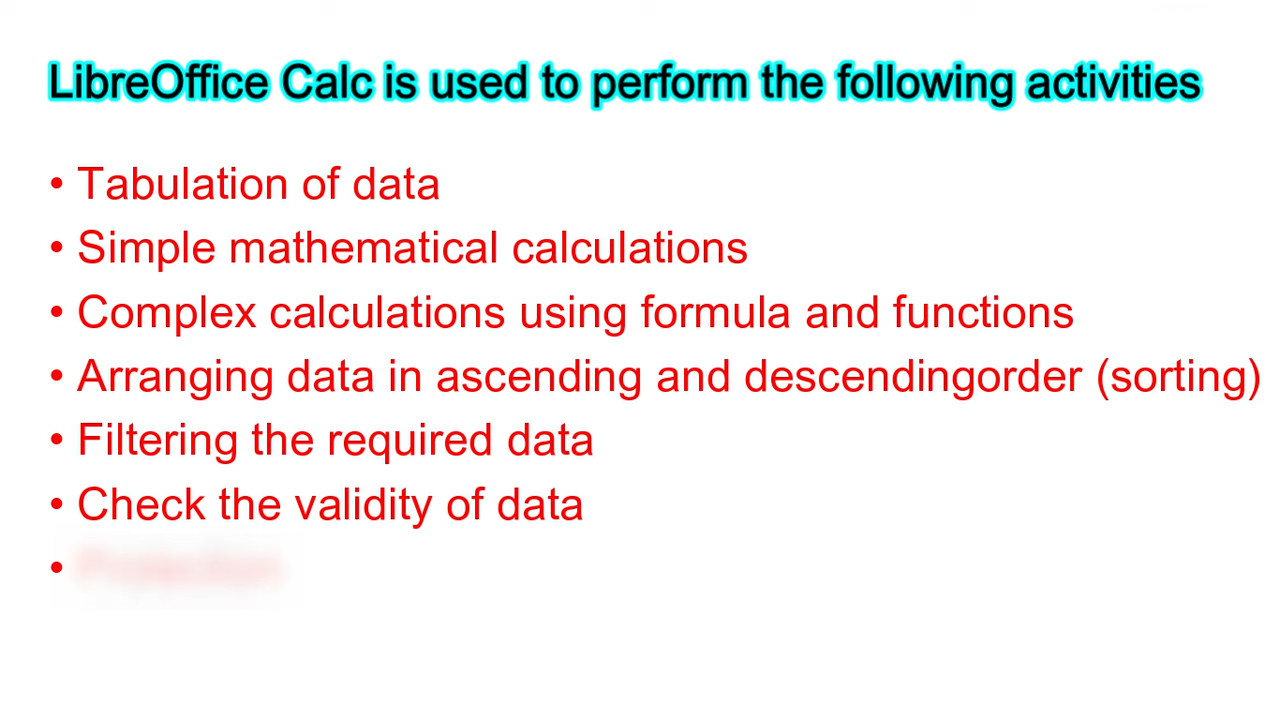 LibreOffice Calc is used to perform the following activities
• Tabulation of data
• Simple mathematical calculations
• Complex calculations using formula and functions
• Arranging data in ascending and descendingorder (sorting)
• Filtering the required data
• Check the validity of data
•